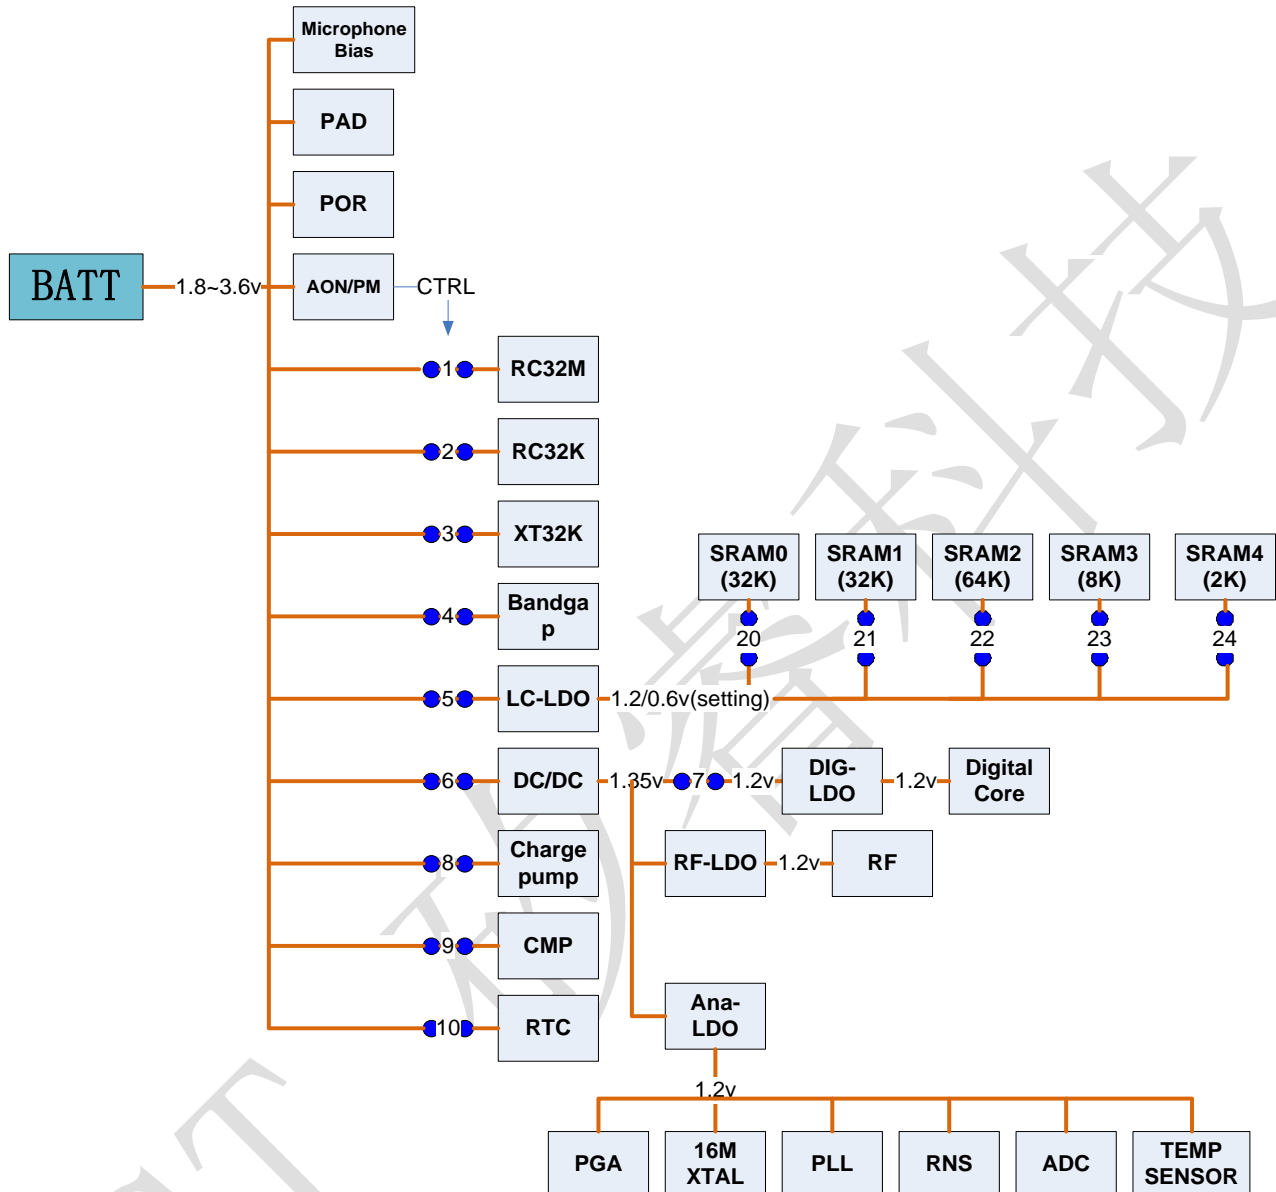 Microphone
Bias
PAD
POR
BATT
1.8~3.6v
AON/PM
CTRL
1
RC32M
2
RC32K
3
XT32K
SRAM0
(32K)
SRAM1
(32K)
SRAM2
(64K)
SRAM3
(8K)
SRAM4
(2K)
4
Bandga
p
20
21
22
23
24
5
LC-LDO
1.2/0.6v(setting)
6
DC/DC
1.35v
7
1.2v
DIG-
LDO
1.2v
Digital
Core
8
Charge
pump
RF-LDO
1.2v
RF
9
CMP
10
RTC
Ana-
LDO
1.2v
PGA
16M
XTAL
PLL
RNS
ADC
TEMP
SENSOR
科技